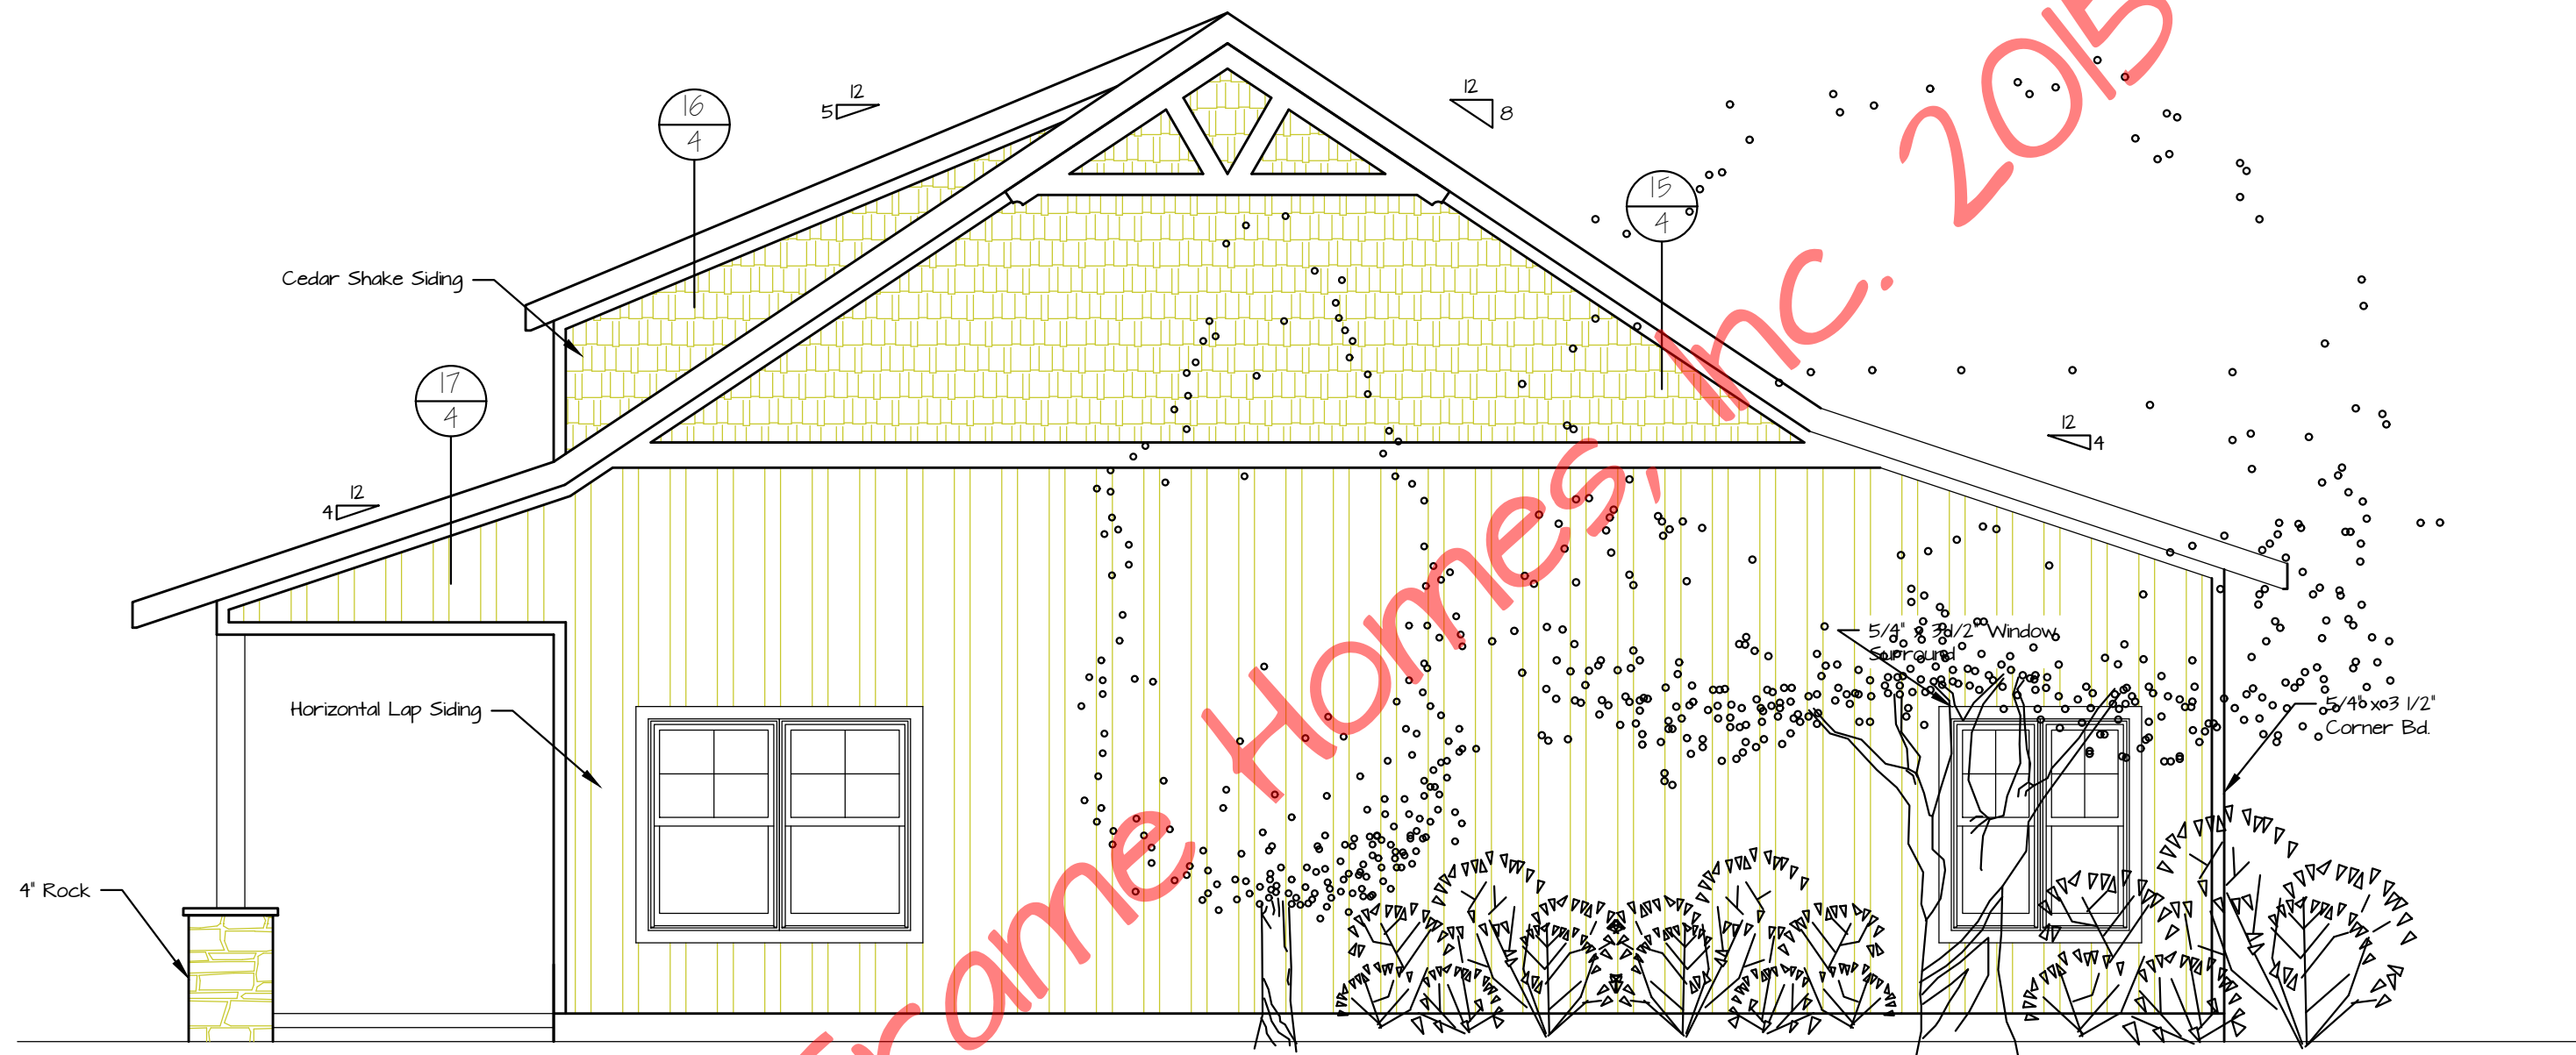 12
5
12
8
16
4
15
4
Cedar Shake Siding
17
4
12
4
12
4
5/4" x 3 1/2" Window
Surround
Horizontal Lap Siding
5/4" x 3 1/2"
Corner Bd.
4" Rock
Frame Homes, Inc. 2015